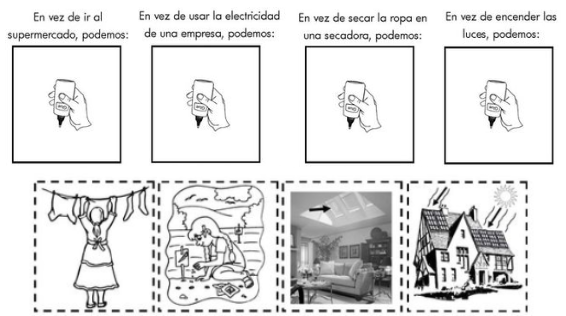 En vez de ir al
supermercado, podemos:
En vez de usar la electricidad
de una empresa, podemos:
En vez de secar la ropa en
una secadora, podemos:
En vez de encender las
luces, podemos: